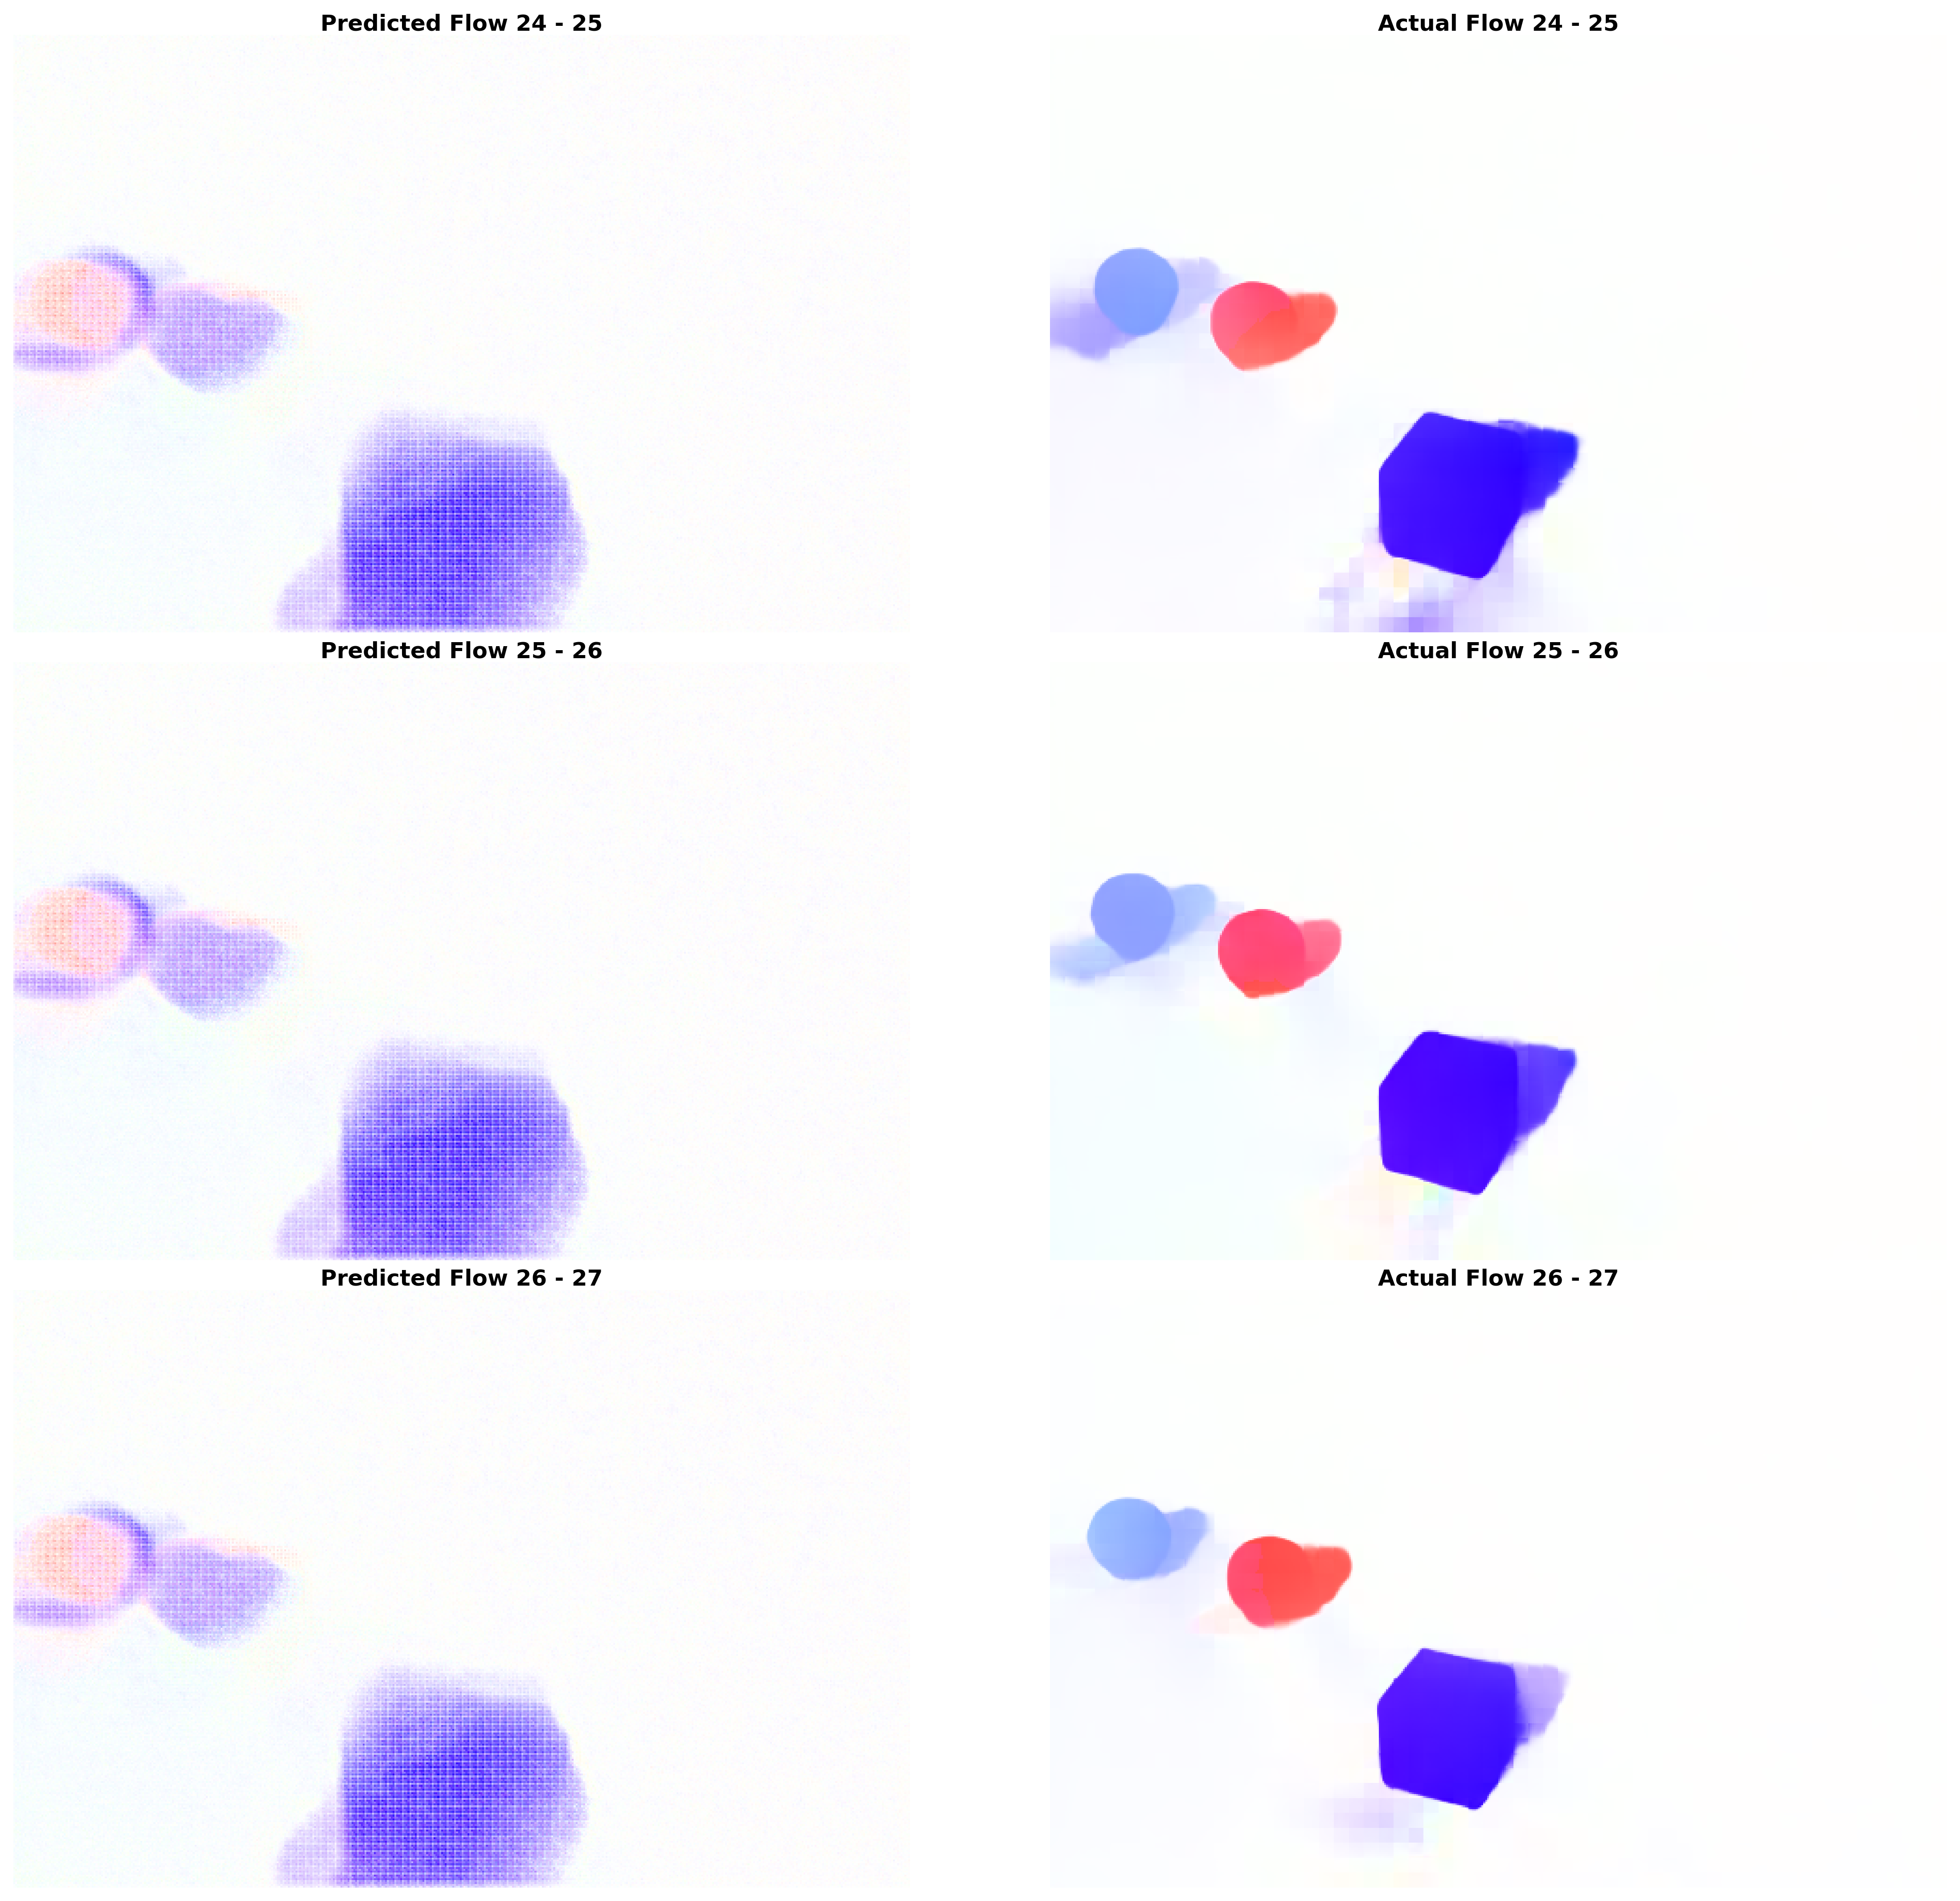 Predicted Flow 24 - 25
Actual Flow 24 - 25
Predicted Flow 25 - 26
Actual Flow 25 - 26
Predicted Flow 26 - 27
Actual Flow 26 - 27